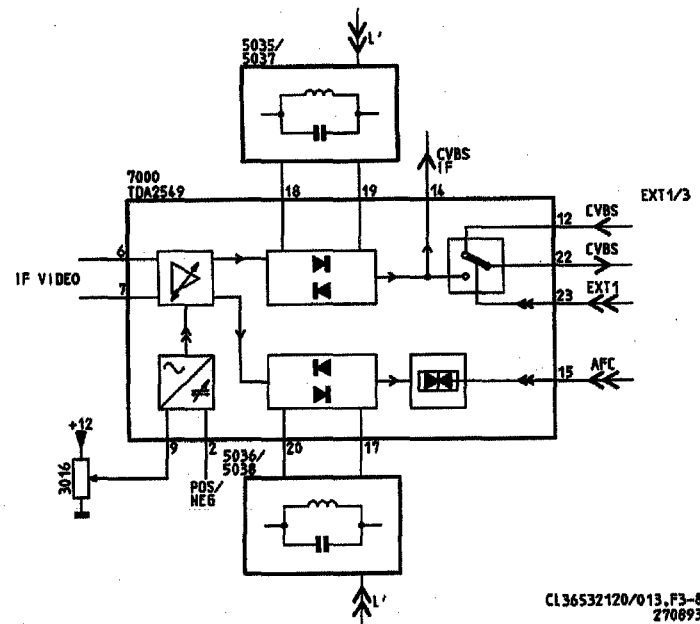 L'
5035/
5037
CVBS
IF
7000
TDA2549
18
19
14
EXT1/3
12
CVBS
22
CVBS
6
IF VIDEO
7
EXT1
23
15
AFC
+12
3016
9
2
POS/
NEG
5036/
5038
20
17
L'
CL36532120/013.F3-8
270893